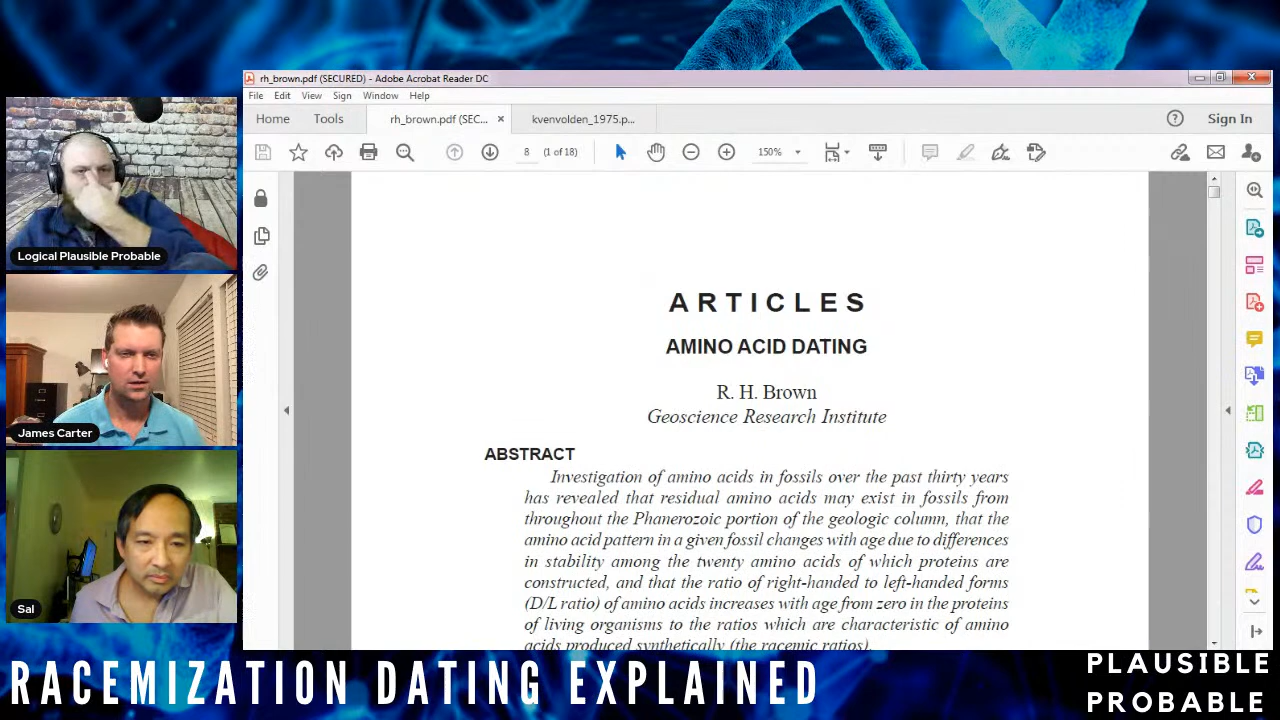 rh_brown.pdf (SECURED) - Adobe Acrobat Reader DC
File Edit View Sign Window Help
Home Tools rh_brown.pdf (SEC... × kvenvolden_1975.p... Sign In
8 (1 of 18) 150%
ARTICLES
AMINO ACID DATING
R. H. Brown
Geoscience Research Institute
ABSTRACT
Investigation of amino acids in fossils over the past thirty years
has revealed that residual amino acids may exist in fossils from
throughout the Phanerozoic portion of the geologic column, that the
amino acid pattern in a given fossil changes with age due to differences
in stability among the twenty amino acids of which proteins are
constructed, and that the ratio of right-handed to left-handed forms
(D/L ratio) of amino acids increases with age from zero in the proteins
of living organisms to the ratios which are characteristic of amino
acids produced synthetically (the racemic ratios).
Logical Plausible Probable
James Carter
Sal
RACEMIZATION DATING EXPLAINED
PLAUSIBLE
PROBABLE